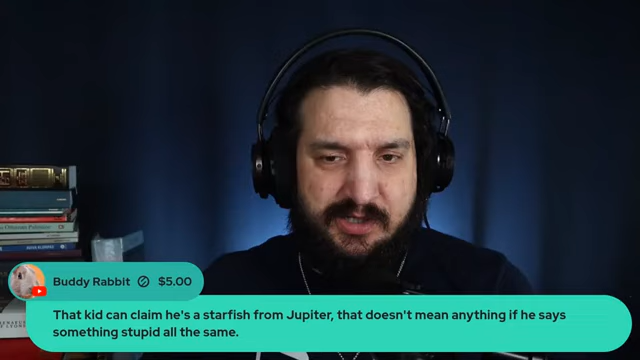 Buddy Rabbit $5.00
That kid can claim he's a starfish from Jupiter, that doesn't mean anything if he says
something stupid all the same.